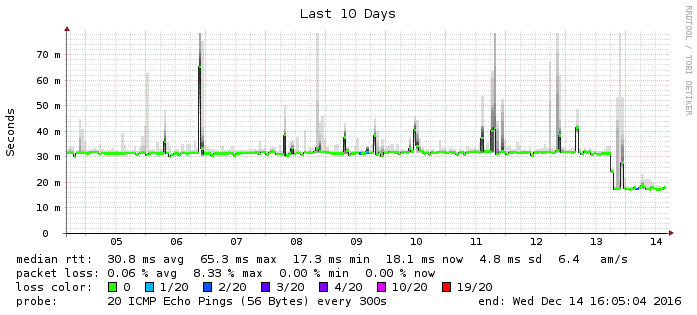 Last 10 Days
RRDTOOL / TOBI OETIKER
Seconds
70 m
60 m
50 m
40 m
30 m
20 m
10 m
0
05 06 07 08 09 10 11 12 13 14
median rtt: 30.8 ms avg 65.3 ms max 17.3 ms min 18.1 ms now 4.8 ms sd 6.4 am/s
packet loss: 0.06 % avg 8.33 % max 0.00 % min 0.00 % now
loss color: 0 1/20 2/20 3/20 4/20 10/20 19/20
probe: 20 ICMP Echo Pings (56 Bytes) every 300s end: Wed Dec 14 16:05:04 2016